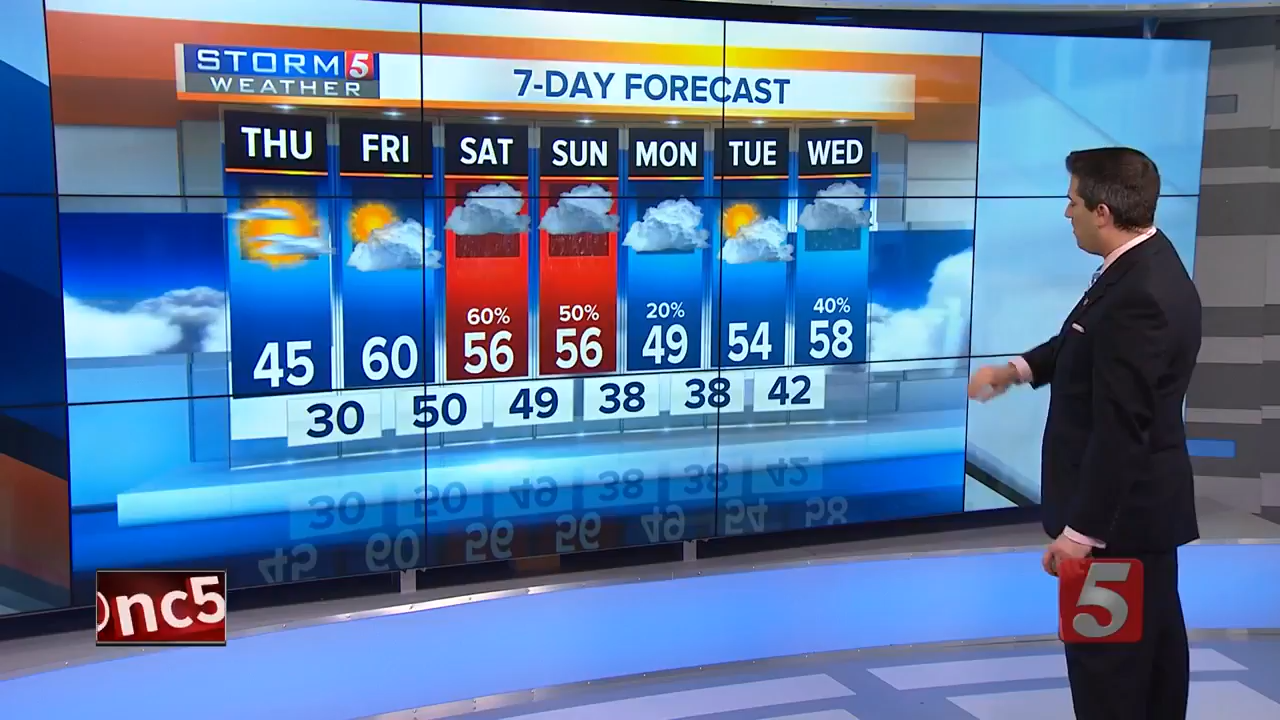 STORM 5
WEATHER
7-DAY FORECAST
THU FRI SAT SUN MON TUE WED
60% 50% 20% 40%
45 60 56 56 49 54 58
30 50 49 38 38 42
nc5
5